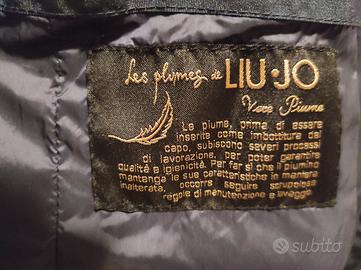 Les plumes de LIU·JO
Vere Piume
Le piume, prima di essere
inserite come imbottitura del
capo, subiscono severi processi
di lavorazione, per poter garantire
qualità e igienicità. Per far sì che il piumino
mantenga le sue caratteristiche in maniera
inalterata, occorre seguire scrupolose
regole di manutenzione e lavaggio
subito